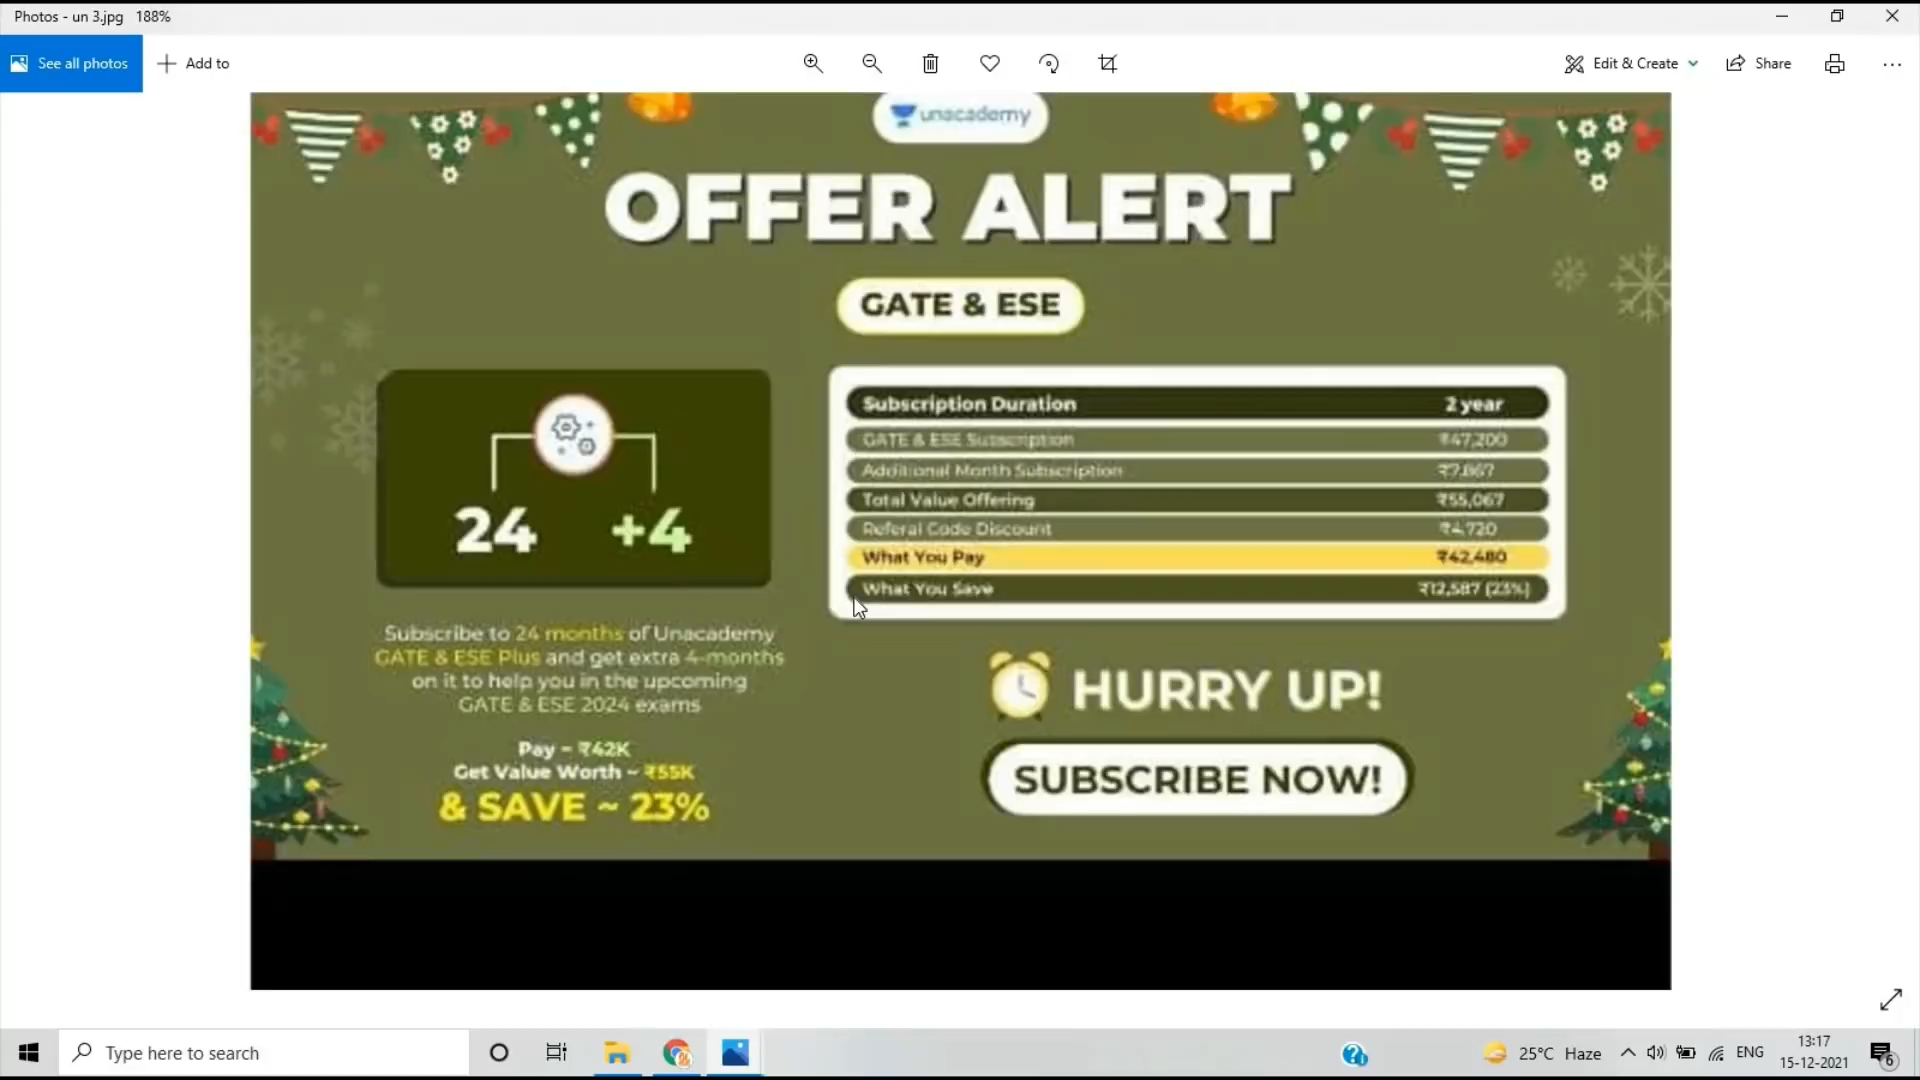 Photos - un 3.jpg 188%
See all photos
Add to
Edit & Create
Share
unacademy
OFFER ALERT
GATE & ESE
24 +4
Subscribe to 24 months of Unacademy
GATE & ESE Plus and get extra 4-months
on it to help you in the upcoming
GATE & ESE 2024 exams
Pay ~ ₹42K
Get Value Worth ~ ₹55K
& SAVE ~ 23%
Subscription Duration 2 year
GATE & ESE Subscription ₹47,200
Additional Month Subscription ₹7,867
Total Value Offering ₹55,067
Referal Code Discount ₹4,720
What You Pay ₹42,480
What You Save ₹12,587 (23%)
HURRY UP!
SUBSCRIBE NOW!
Type here to search
25°C Haze
ENG
13:17
15-12-2021
6